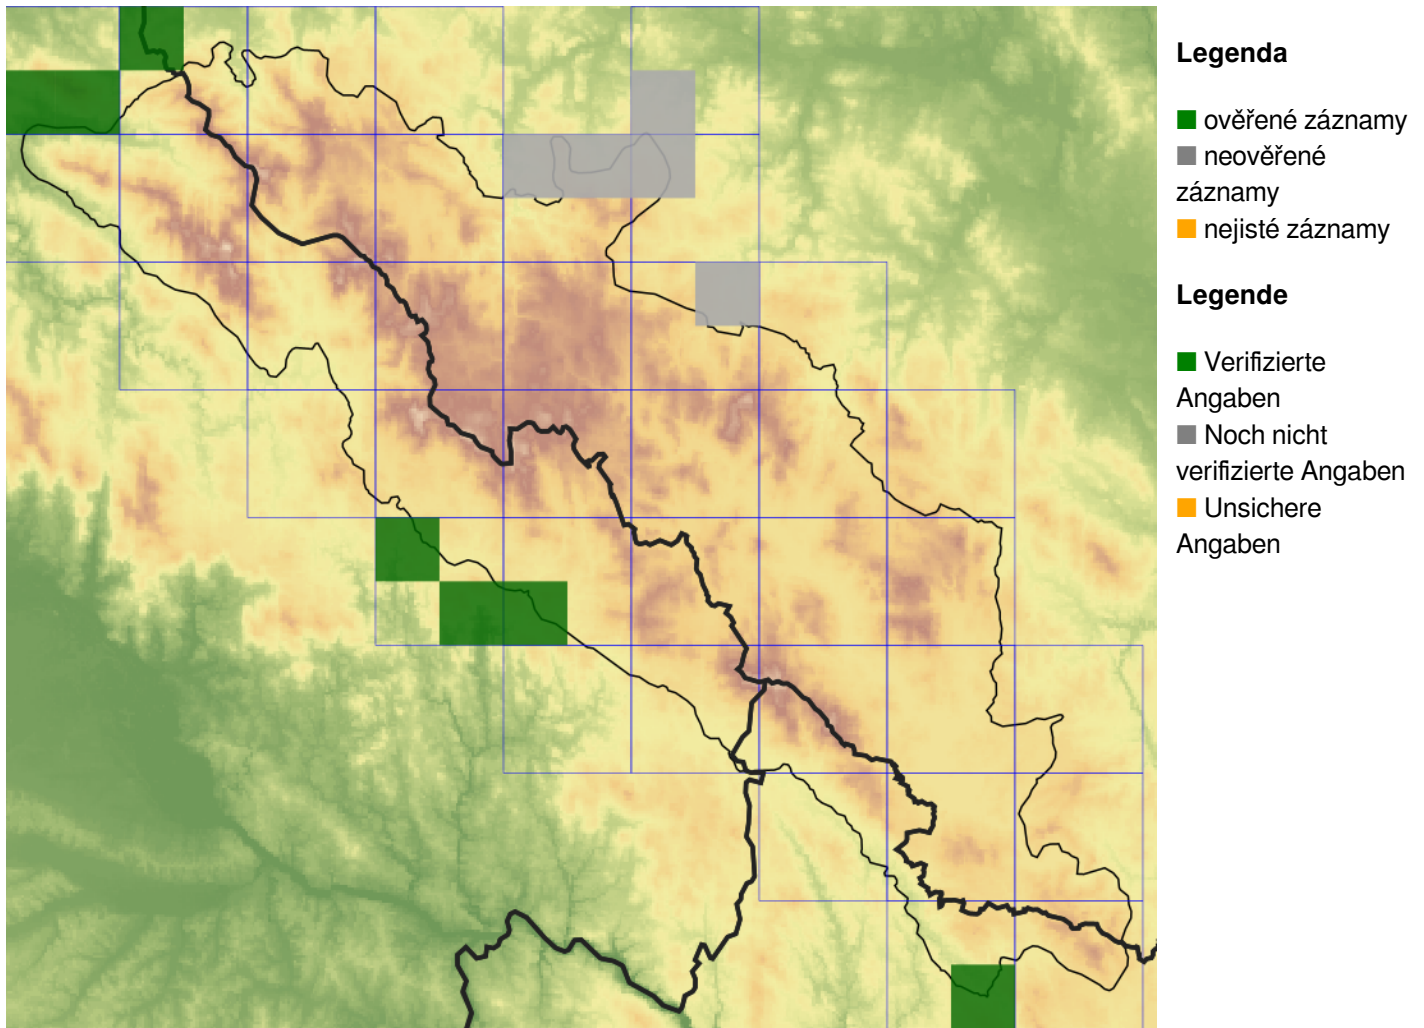 Legenda
ověřené záznamy
neověřené
záznamy
nejisté záznamy
Legende
Verifizierte
Angaben
Noch nicht
verifizierte Angaben
Unsichere
Angaben